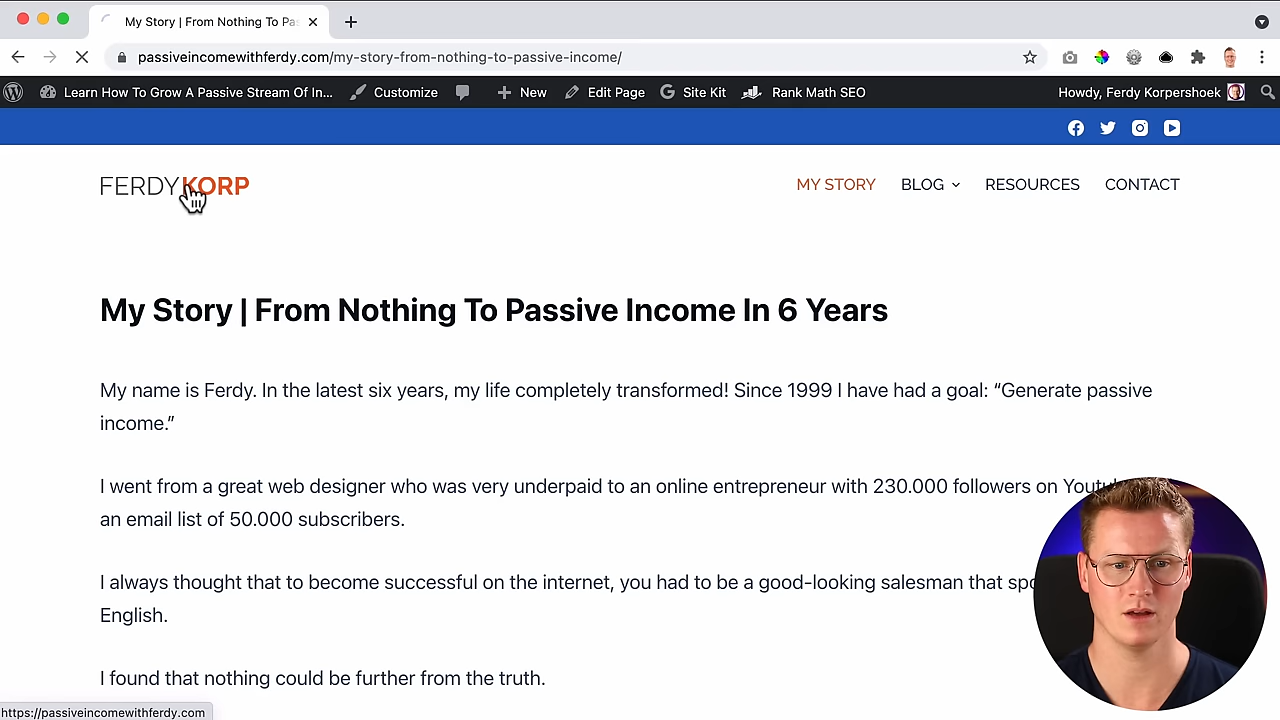 My Story | From Nothing To Pas
passiveincomewithferdy.com/my-story-from-nothing-to-passive-income/
Learn How To Grow A Passive Stream Of In... Customize New Edit Page Site Kit Rank Math SEO Howdy, Ferdy Korpershoek
FERDYKORP MY STORY BLOG RESOURCES CONTACT
My Story | From Nothing To Passive Income In 6 Years
My name is Ferdy. In the latest six years, my life completely transformed! Since 1999 I have had a goal: “Generate passive
income.”
I went from a great web designer who was very underpaid to an online entrepreneur with 230.000 followers on
an email list of 50.000 subscribers.
I always thought that to become successful on the internet, you had to be a good-looking salesman that
English.
I found that nothing could be further from the truth.
https://passiveincomewithferdy.com